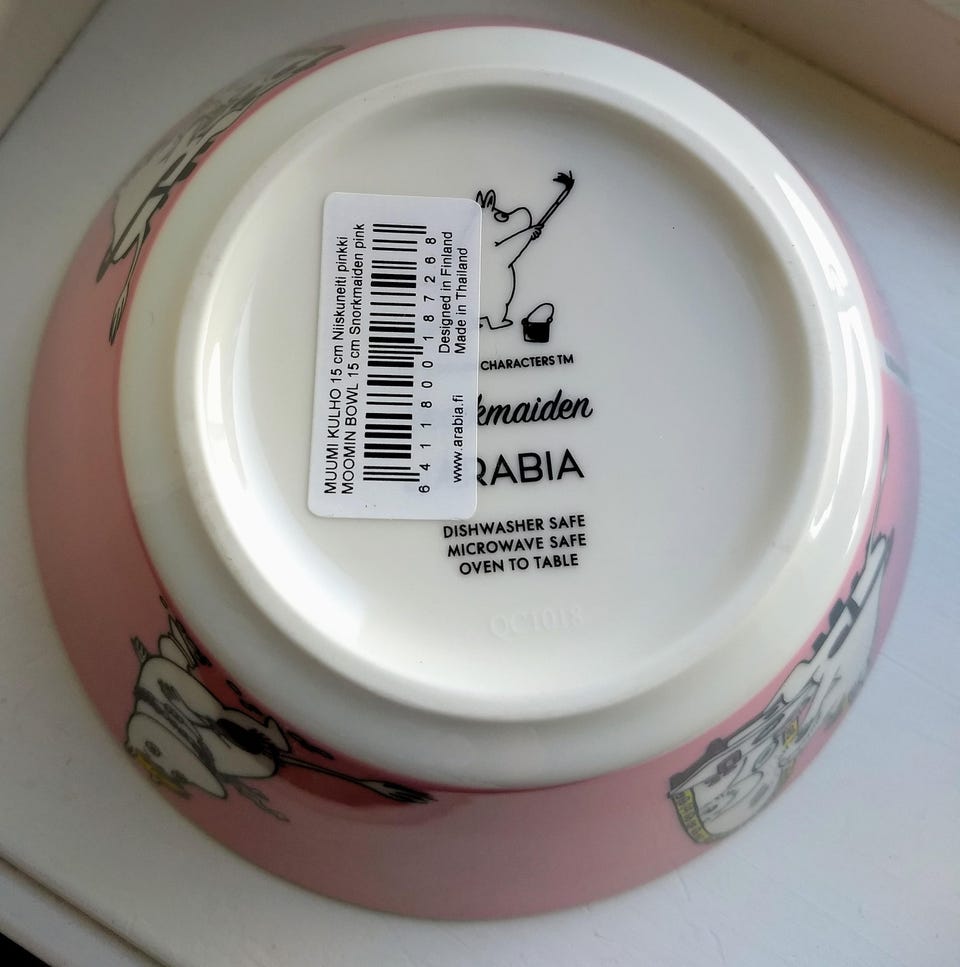 MUUMI KULHO 15 cm Niiskuneiti pinkki
MOOMIN BOWL 15 cm Snorkmaiden pink
6 411800 187268
Designed in Finland
www.arabia.fi Made in Thailand
CHARACTERS TM
kmaiden
RABIA
DISHWASHER SAFE
MICROWAVE SAFE
OVEN TO TABLE
OCT018